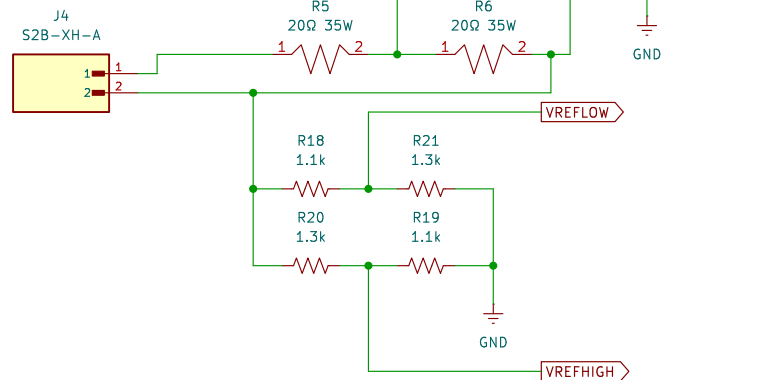 J4
S2B-XH-A
1
1
2
2
R5
20Ω 35W
1
2
R6
20Ω 35W
1
2
GND
VREFLOW
R18
1.1k
R21
1.3k
R20
1.3k
R19
1.1k
GND
VREFHIGH